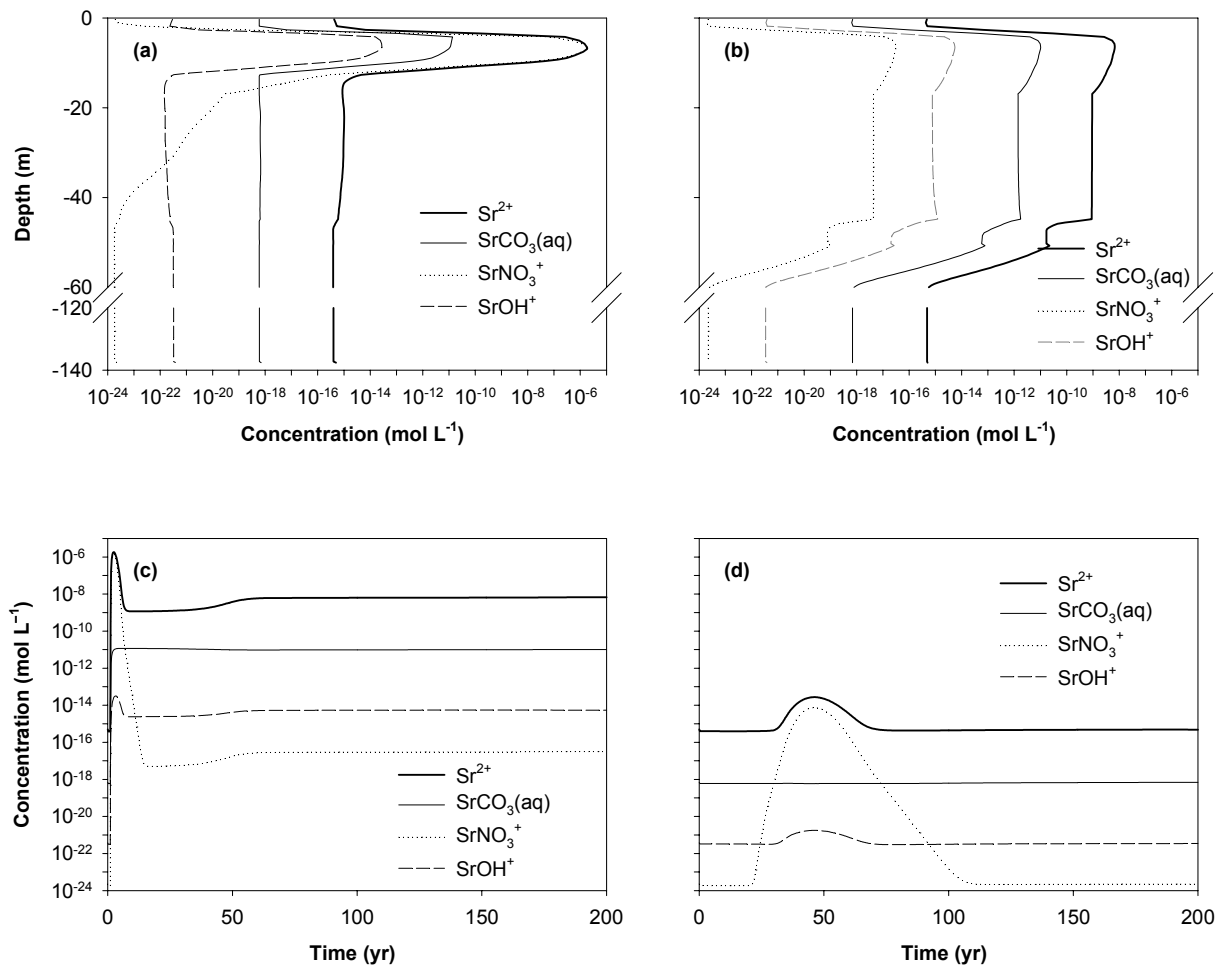 0
-20
-40
-60
-120
-140
Depth (m)
(a)
Sr²⁺
SrCO₃(aq)
SrNO₃⁺
SrOH⁺
10⁻²⁴ 10⁻²² 10⁻²⁰ 10⁻¹⁸ 10⁻¹⁶ 10⁻¹⁴ 10⁻¹² 10⁻¹⁰ 10⁻⁸ 10⁻⁶
Concentration (mol L⁻¹)
(b)
Sr²⁺
SrCO₃(aq)
SrNO₃⁺
SrOH⁺
10⁻²⁴ 10⁻²² 10⁻²⁰ 10⁻¹⁸ 10⁻¹⁶ 10⁻¹⁴ 10⁻¹² 10⁻¹⁰ 10⁻⁸ 10⁻⁶
Concentration (mol L⁻¹)
10⁻⁶
10⁻⁸
10⁻¹⁰
10⁻¹²
10⁻¹⁴
10⁻¹⁶
10⁻¹⁸
10⁻²⁰
10⁻²²
10⁻²⁴
Concentration (mol L⁻¹)
(c)
Sr²⁺
SrCO₃(aq)
SrNO₃⁺
SrOH⁺
0 50 100 150 200
Time (yr)
(d)
Sr²⁺
SrCO₃(aq)
SrNO₃⁺
SrOH⁺
0 50 100 150 200
Time (yr)